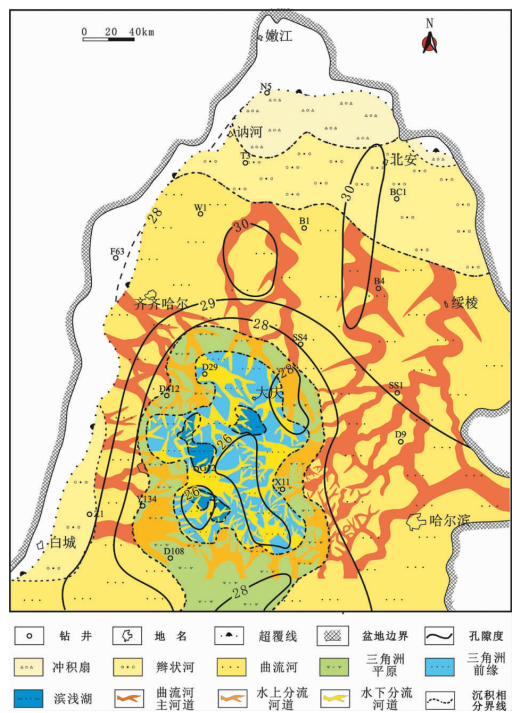 0 20 40km
嫩江
N
N5
讷河
T3
北安
30
BC1
28
W1
B1
30
F63
B4
齐齐哈尔
29
绥棱
28
SS4
D29
28
SS1
大庆
26
D9
X11
26
Z1
哈尔滨
白城
D108
28
钻井
地名
超覆线
盆地边界
孔隙度
冲积扇
辫状河
曲流河
三角洲平原
三角洲前缘
滨浅湖
曲流河主河道
水上分流河道
水下分流河道
沉积相分界线